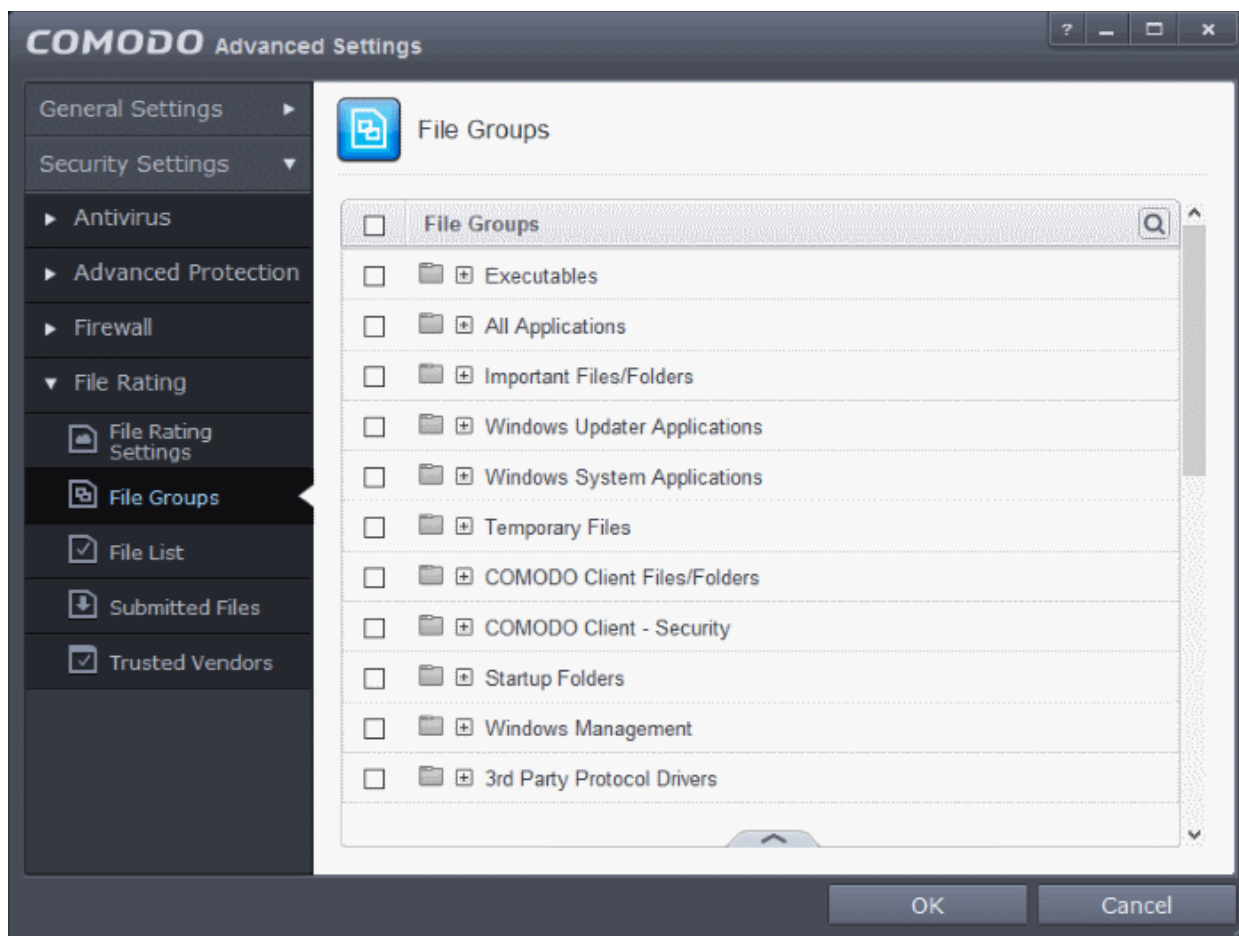 COMODO Advanced Settings
?
General Settings
Security Settings
Antivirus
Advanced Protection
Firewall
File Rating
File Rating
Settings
File Groups
File List
Submitted Files
Trusted Vendors
File Groups
File Groups
Executables
All Applications
Important Files/Folders
Windows Updater Applications
Windows System Applications
Temporary Files
COMODO Client Files/Folders
COMODO Client - Security
Startup Folders
Windows Management
3rd Party Protocol Drivers
OK
Cancel